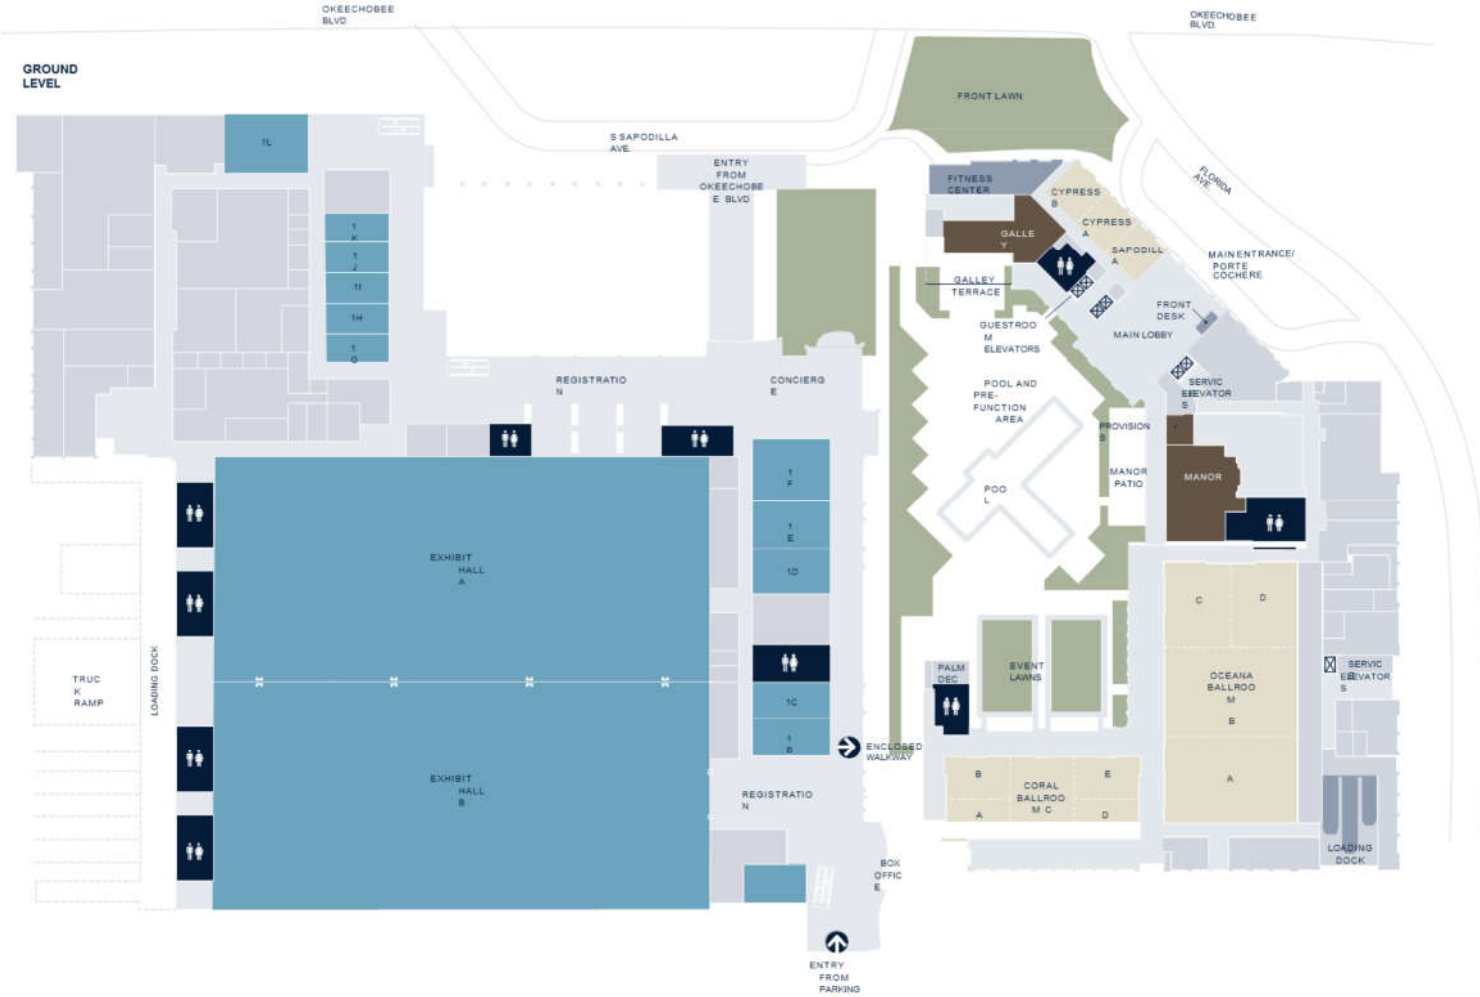 OKEECHOBEE
BLVD.
OKEECHOBEE
BLVD.
GROUND
LEVEL
FRONT LAWN
1L
S SAPODILLA
AVE.
ENTRY
FROM
OKEECHOBE
E BLVD
FITNESS
CENTER
CYPRESS
B
FLORIDA
AVE.
CYPRESS
A
1
K
GALLE
Y
SAPODILL
A
MAIN ENTRANCE/
PORTE
COCHERE
1
J
1I
GALLEY
TERRACE
1H
FRONT
DESK
GUESTROO
M
ELEVATORS
MAIN LOBBY
1
G
REGISTRATIO
N
CONCIERG
E
POOL AND
PRE-
FUNCTION
AREA
SERVIC
E
ELEVATOR
S
PROVISION
S
1
F
MANOR
PATIO
MANOR
POO
L
1
E
EXHIBIT
HALL
A
1D
C
D
LOADING DOCK
TRUC
K
RAMP
PALM
DEC
EVENT
LAWNS
OCEANA
BALLROO
M
B
SERVIC
E
ELEVATOR
S
1C
1
B
ENCLOSED
WALKWAY
EXHIBIT
HALL
B
REGISTRATIO
N
B
E
CORAL
BALLROO
M C
A
D
A
LOADING
DOCK
BOX
OFFIC
E
ENTRY
FROM
PARKING